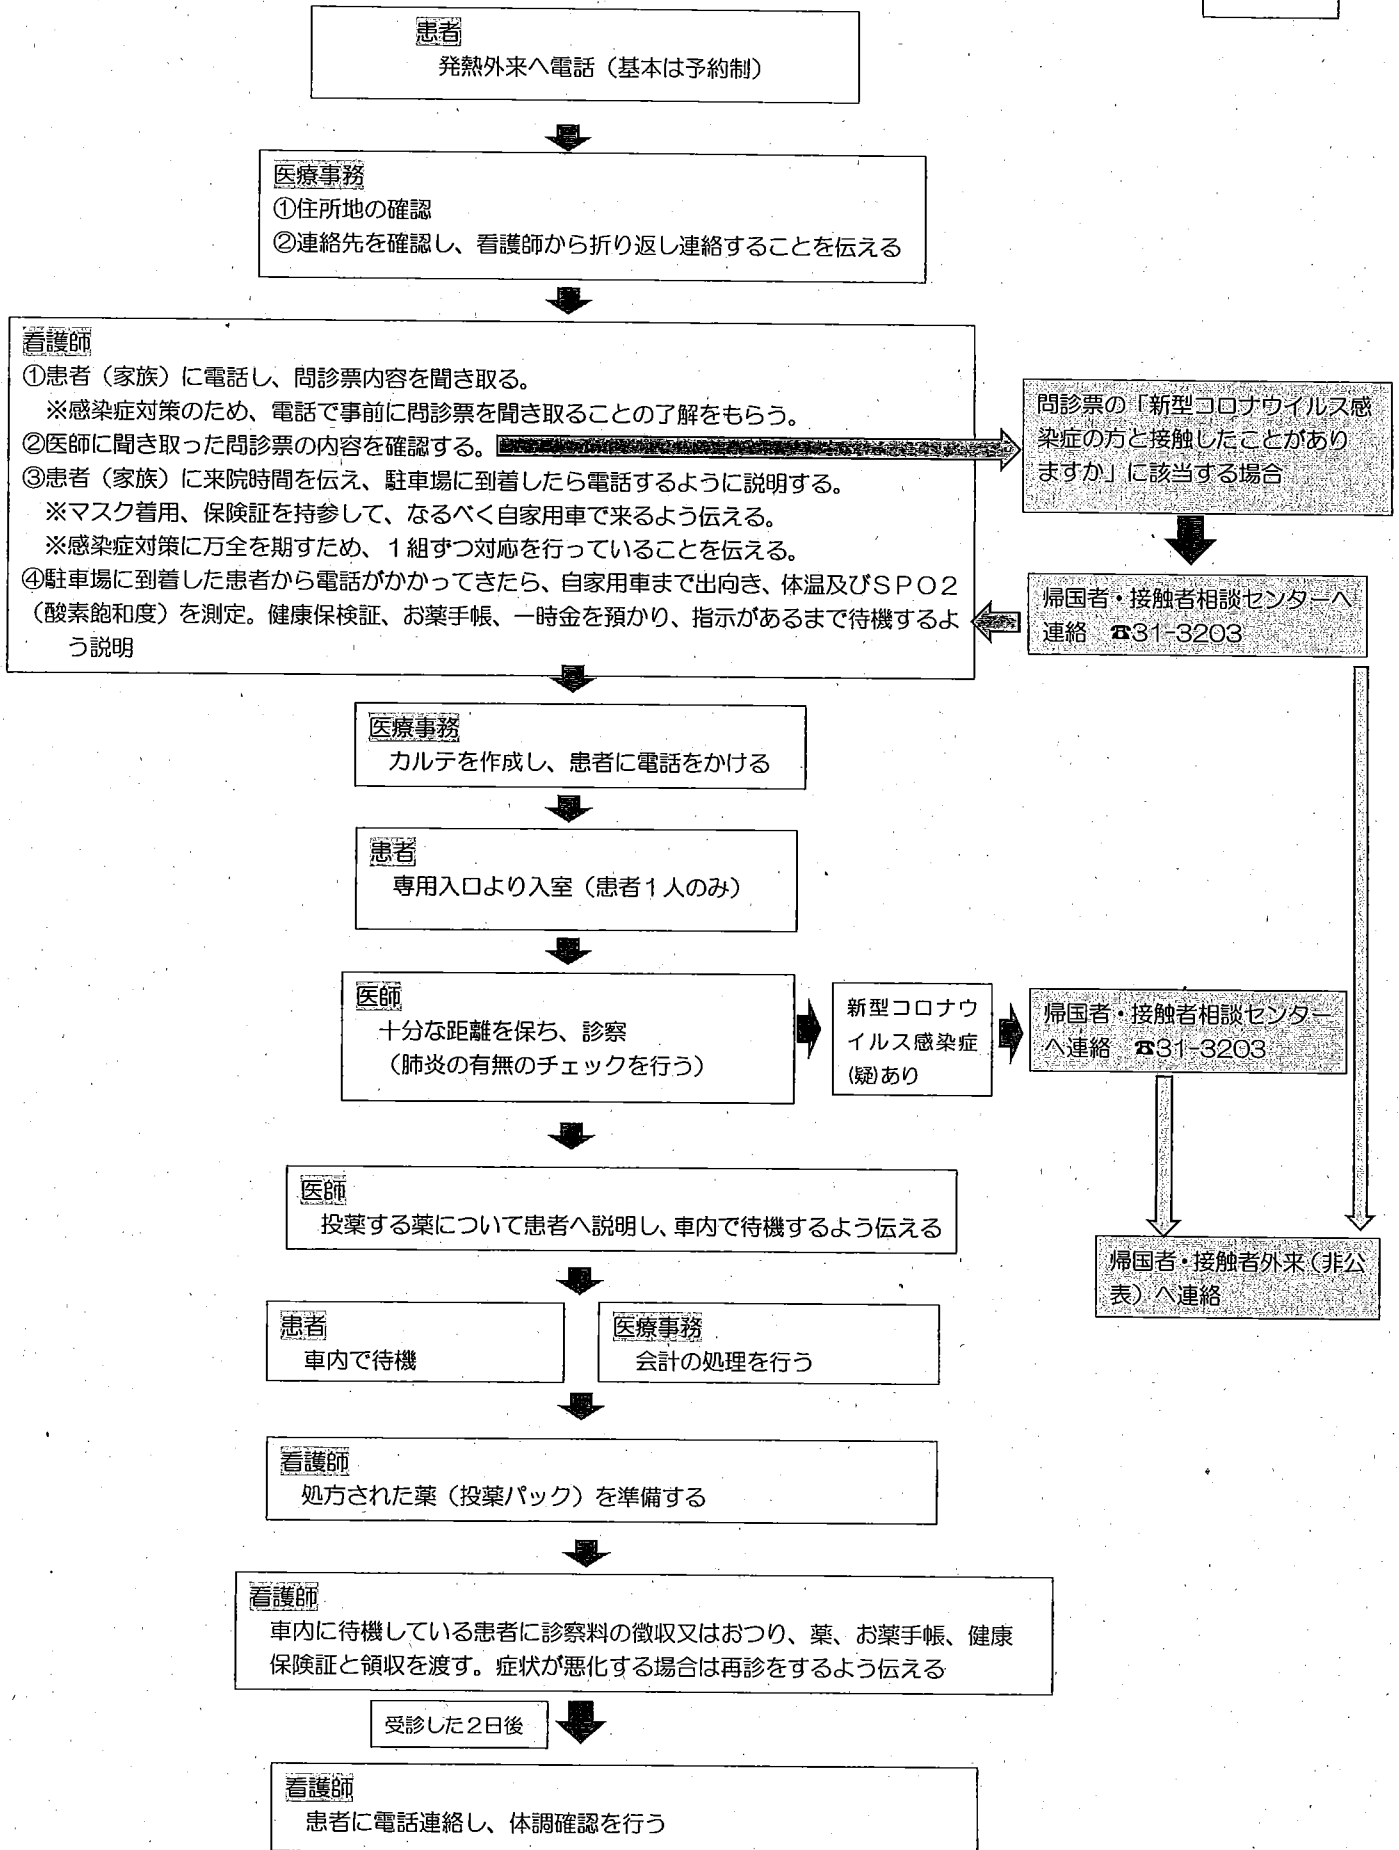 患者
発熱外来へ電話（基本は予約制）
医療事務
①住所地の確認
②連絡先を確認し、看護師から折り返し連絡することを伝える
看護師
①患者（家族）に電話し、問診票内容を聞き取る。
※感染症対策のため、電話で事前に問診票を聞き取ることの了解をもらう。
②医師に聞き取った問診票の内容を確認する。
③患者（家族）に来院時間を伝え、駐車場に到着したら電話するように説明する。
※マスク着用、保険証を持参して、なるべく自家用車で来るよう伝える。
※感染症対策に万全を期すため、１組ずつ対応を行っていることを伝える。
④駐車場に到着した患者から電話がかかってきたら、自家用車まで出向き、体温及びＳＰＯ２
（酸素飽和度）を測定。健康保検証、お薬手帳、一時金を預かり、指示があるまで待機するよ
う説明
問診票の「新型コロナウイルス感
染症の方と接触したことがあり
ますか」に該当する場合
帰国者・接触者相談センターへ
連絡　☎31-3203
医療事務
カルテを作成し、患者に電話をかける
患者
専用入口より入室（患者１人のみ）
医師
十分な距離を保ち、診察
（肺炎の有無のチェックを行う）
新型コロナウ
イルス感染症
(疑)あり
帰国者・接触者相談センター
へ連絡　☎31-3203
医師
投薬する薬について患者へ説明し、車内で待機するよう伝える
帰国者・接触者外来（非公
表）へ連絡
患者
車内で待機
医療事務
会計の処理を行う
看護師
処方された薬（投薬パック）を準備する
看護師
車内に待機している患者に診察料の徴収又はおつり、薬、お薬手帳、健康
保険証と領収を渡す。症状が悪化する場合は再診をするよう伝える
受診した２日後
看護師
患者に電話連絡し、体調確認を行う